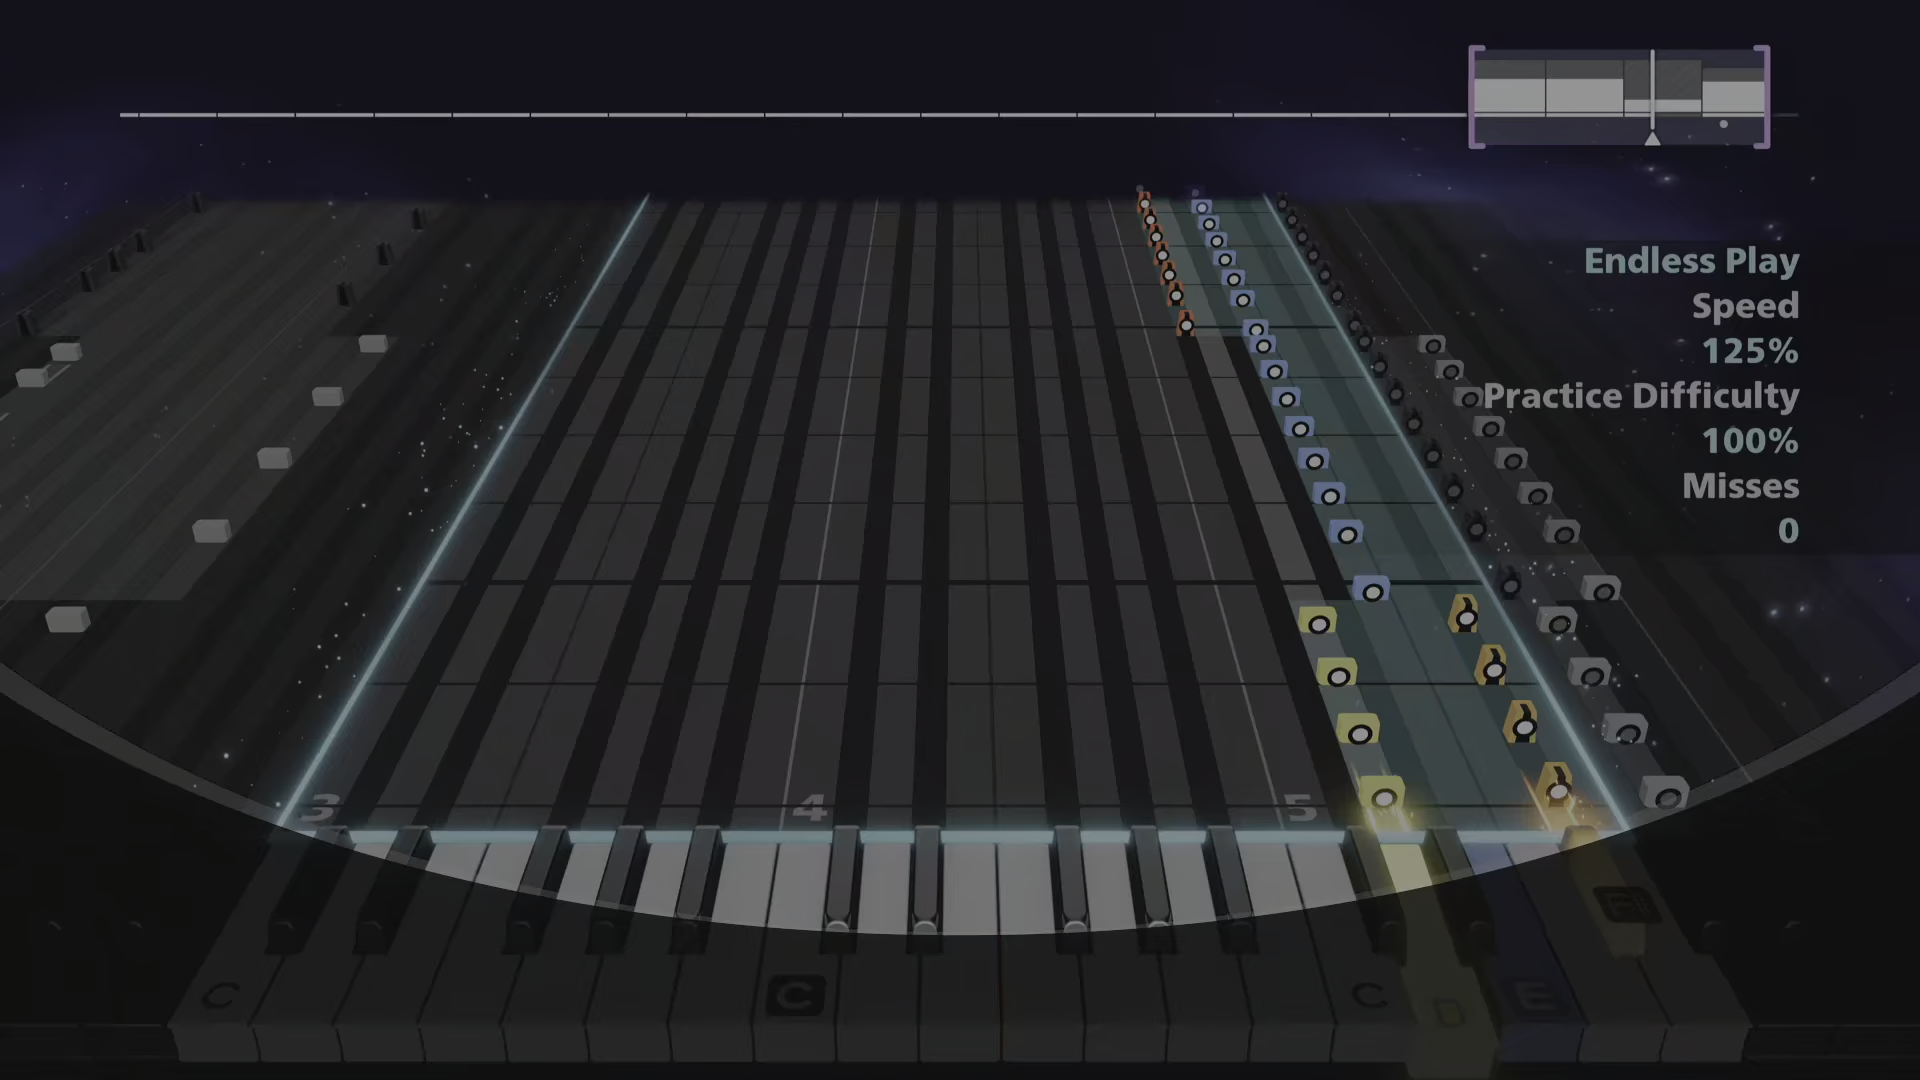 Endless Play
Speed
125%
Practice Difficulty
100%
Misses
0
3 4 5
C C C D E F#